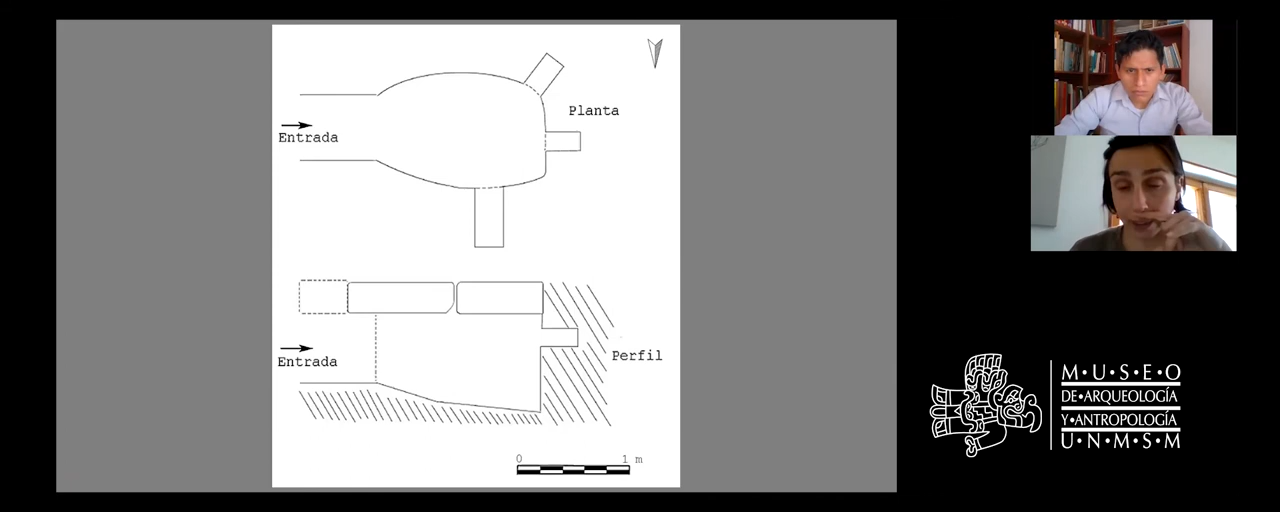 Planta
Entrada
Entrada
Perfil
0 1 m
M•U•S•E•O
DE•ARQUEOLOGÍA
Y•ANTROPOLOGÍA
U•N•M•S•M